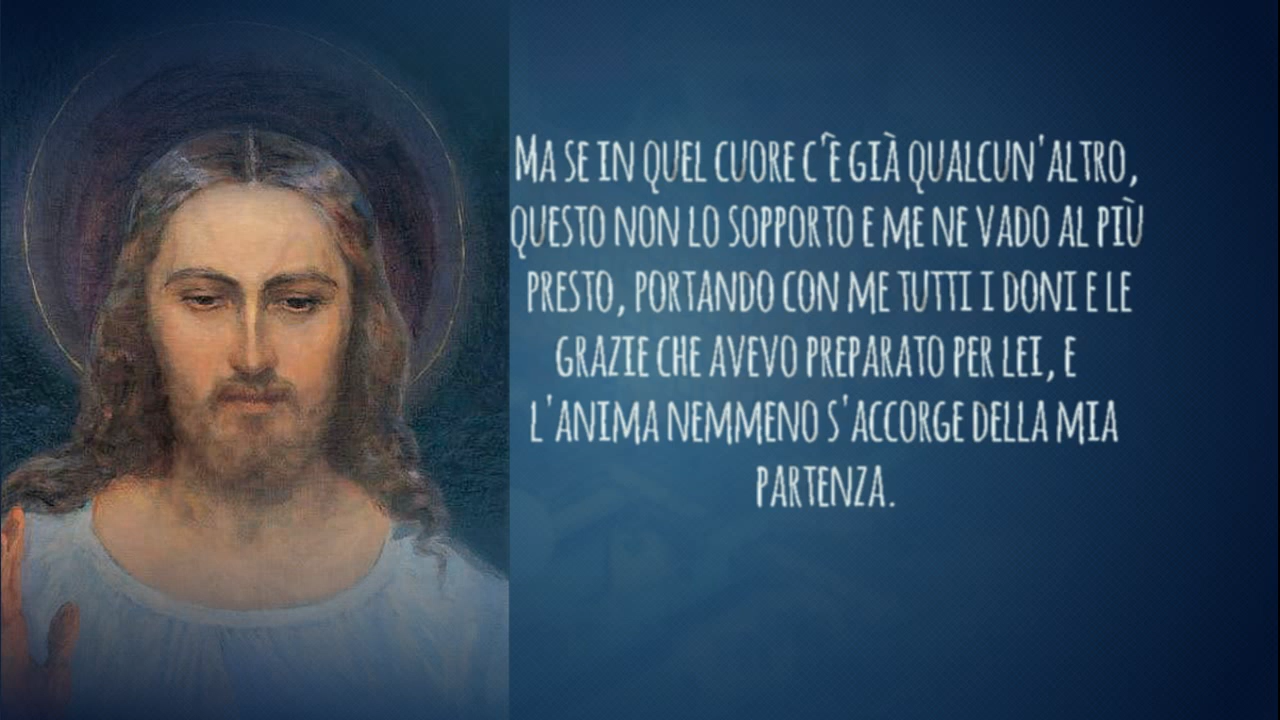 Ma se in quel cuore c'è già qualcun'altro,
questo non lo sopporto e me ne vado al più
presto, portando con me tutti i doni e le
grazie che avevo preparato per lei, e
l'anima nemmeno s'accorge della mia
partenza.